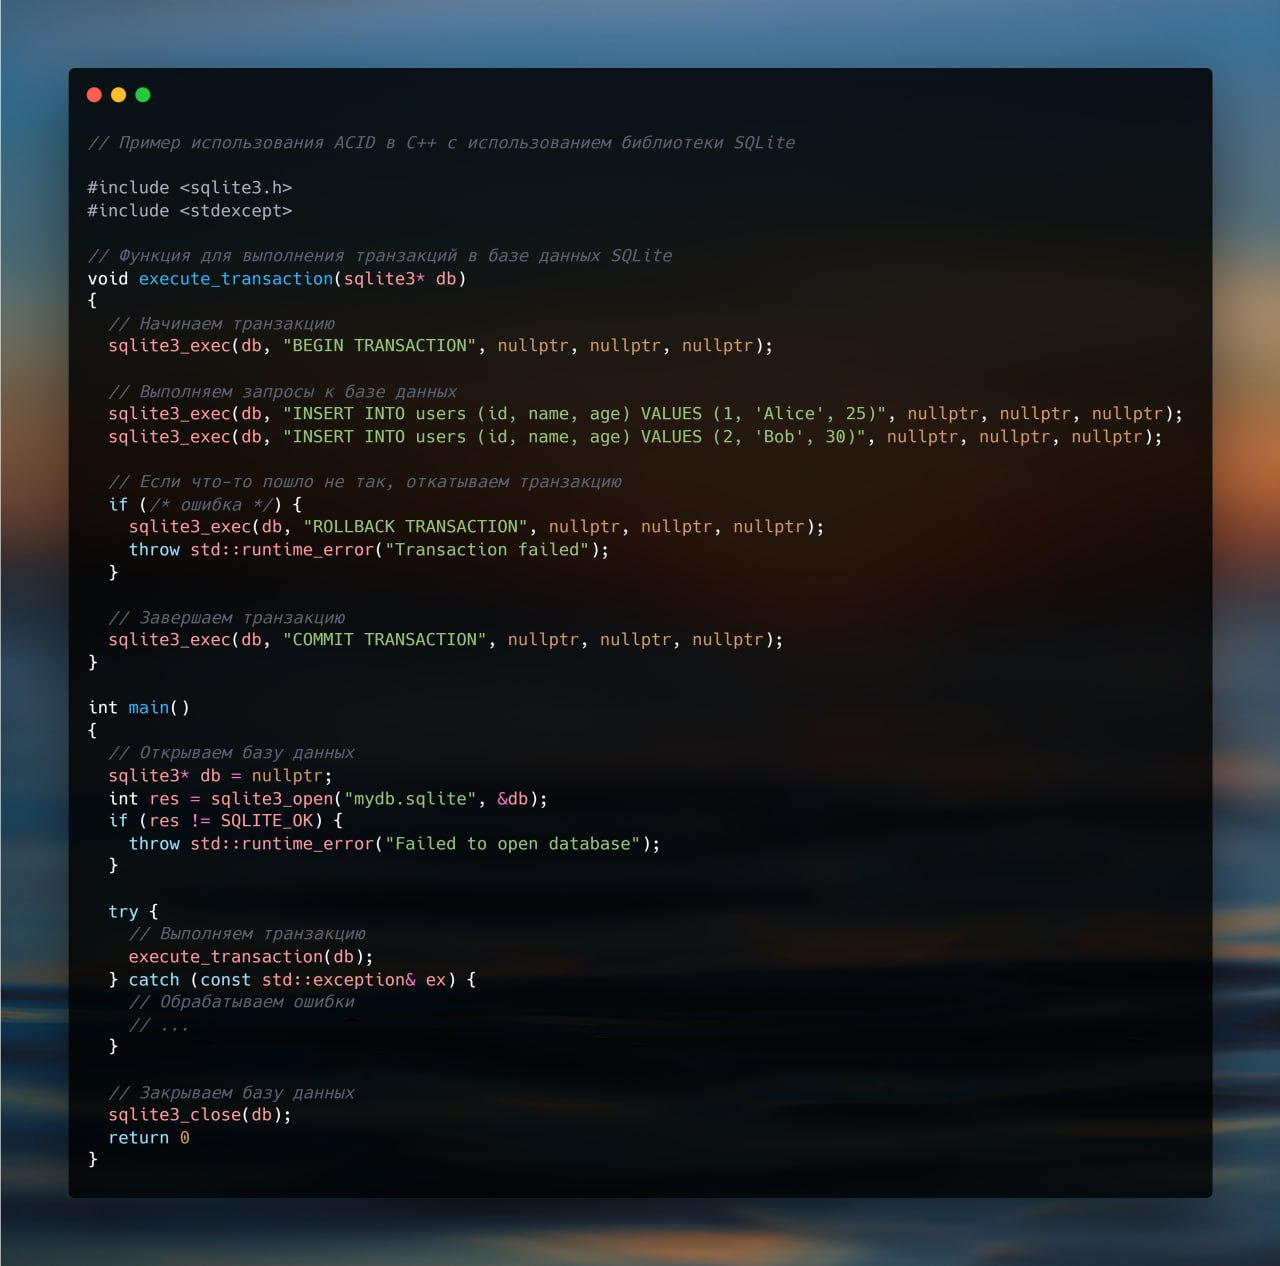 // Пример использования ACID в C++ с использованием библиотеки SQLite
#include <sqlite3.h>
#include <stdexcept>
// Функция для выполнения транзакций в базе данных SQLite
void execute_transaction(sqlite3* db)
{
// Начинаем транзакцию
sqlite3_exec(db, "BEGIN TRANSACTION", nullptr, nullptr, nullptr);
// Выполняем запросы к базе данных
sqlite3_exec(db, "INSERT INTO users (id, name, age) VALUES (1, 'Alice', 25)", nullptr, nullptr, nullptr);
sqlite3_exec(db, "INSERT INTO users (id, name, age) VALUES (2, 'Bob', 30)", nullptr, nullptr, nullptr);
// Если что-то пошло не так, откатываем транзакцию
if (/* ошибка */) {
sqlite3_exec(db, "ROLLBACK TRANSACTION", nullptr, nullptr, nullptr);
throw std::runtime_error("Transaction failed");
}
// Завершаем транзакцию
sqlite3_exec(db, "COMMIT TRANSACTION", nullptr, nullptr, nullptr);
}
int main()
{
// Открываем базу данных
sqlite3* db = nullptr;
int res = sqlite3_open("mydb.sqlite", &db);
if (res != SQLITE_OK) {
throw std::runtime_error("Failed to open database");
}
try {
// Выполняем транзакцию
execute_transaction(db);
} catch (const std::exception& ex) {
// Обрабатываем ошибки
// ...
}
// Закрываем базу данных
sqlite3_close(db);
return 0
}